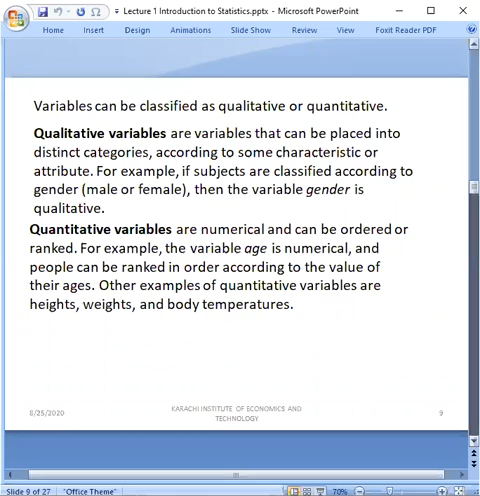 Lecture 1 Introduction to Statistics.pptx - Microsoft PowerPoint
Home Insert Design Animations Slide Show Review View Foxit Reader PDF
Variables can be classified as qualitative or quantitative.
Qualitative variables are variables that can be placed into
distinct categories, according to some characteristic or
attribute. For example, if subjects are classified according to
gender (male or female), then the variable gender is
qualitative.
Quantitative variables are numerical and can be ordered or
ranked. For example, the variable age is numerical, and
people can be ranked in order according to the value of
their ages. Other examples of quantitative variables are
heights, weights, and body temperatures.
8/25/2020
KARACHI INSTITUTE OF ECONOMICS AND
TECHNOLOGY
9
Slide 9 of 27 "Office Theme" 70%